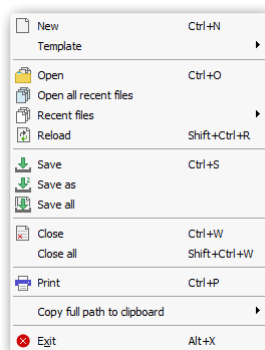 New Ctrl+N
Template
Open Ctrl+O
Open all recent files
Recent files
Reload Shift+Ctrl+R
Save Ctrl+S
Save as
Save all
Close Ctrl+W
Close all Shift+Ctrl+W
Print Ctrl+P
Copy full path to clipboard
Exit Alt+X